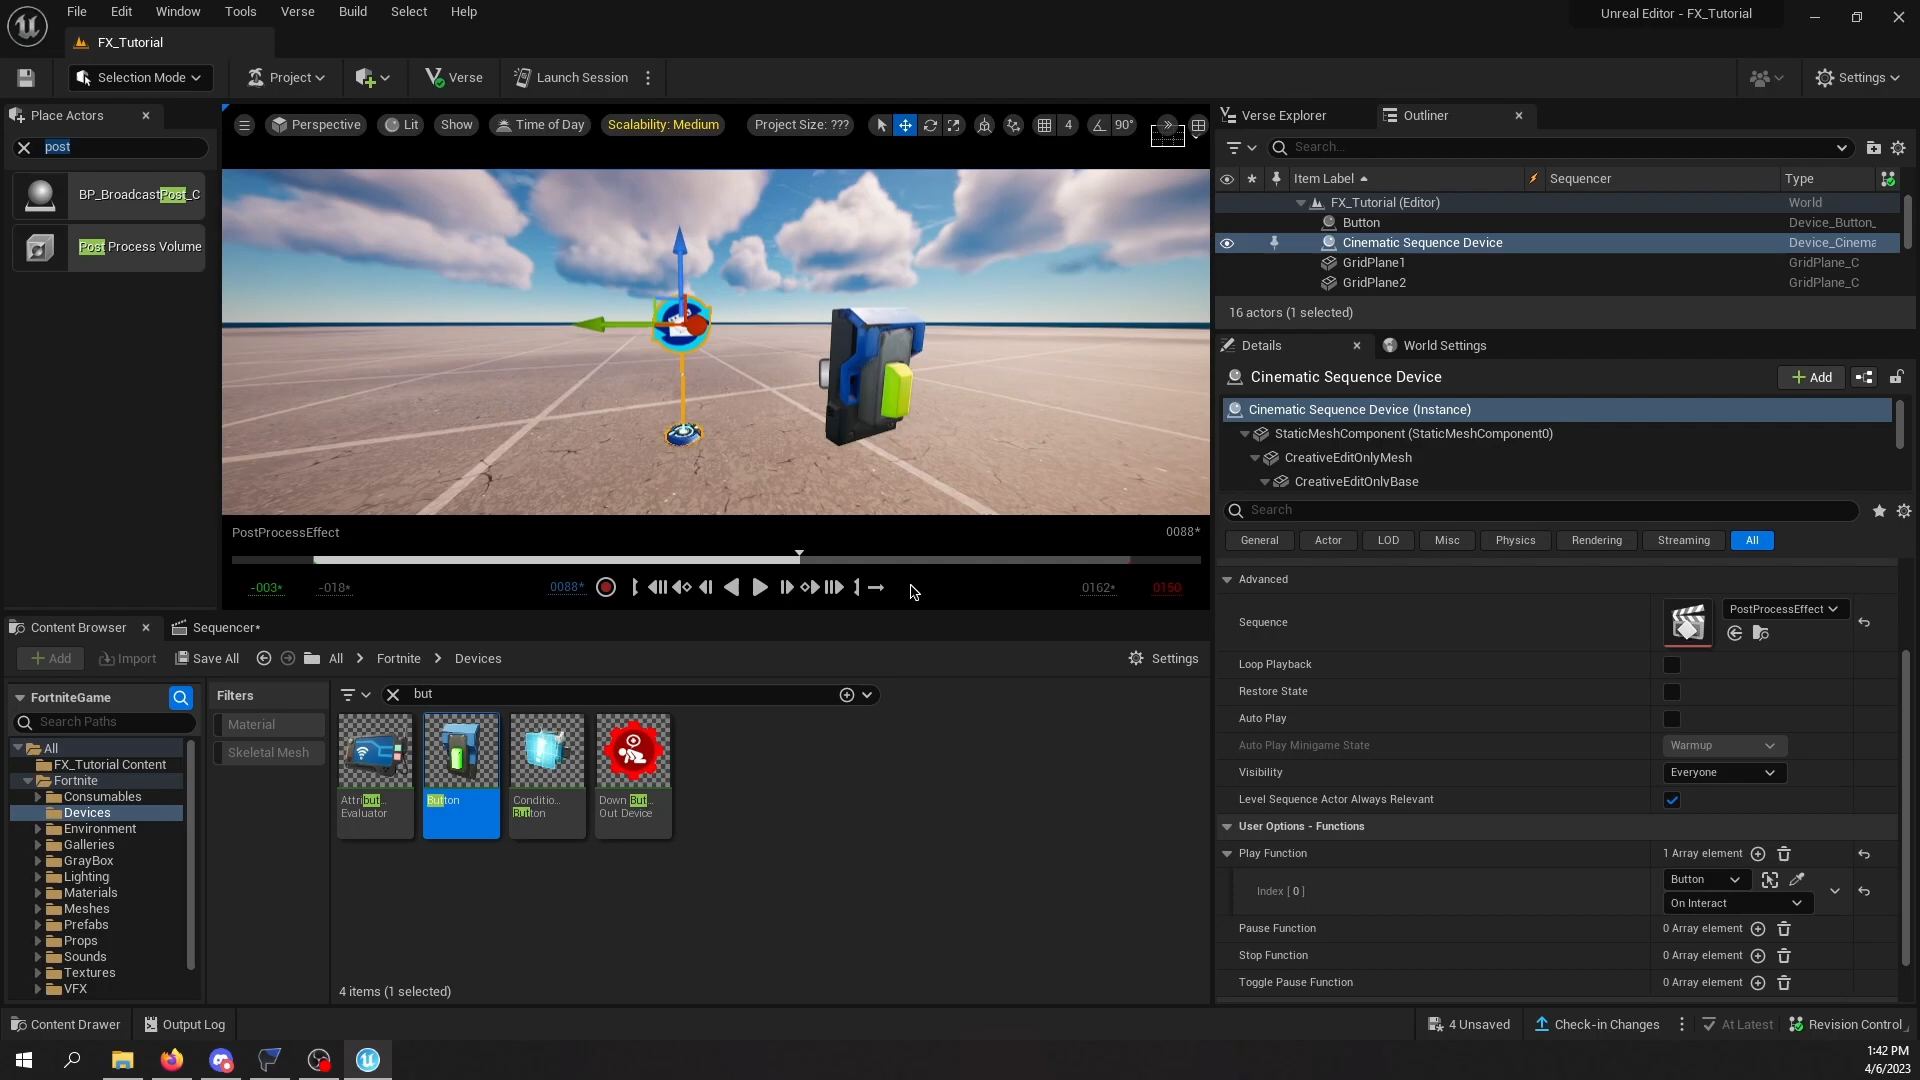 File Edit Window Tools Verse Build Select Help
Unreal Editor - FX_Tutorial
FX_Tutorial
Selection Mode
Project
Verse
Launch Session
Settings
Place Actors
post
BP_BroadcastPost_C
Post Process Volume
Perspective
Lit
Show
Time of Day
Scalability: Medium
Project Size: ???
4
90°
PostProcessEffect
0088*
-003*
-018*
0088*
0162*
0150
Verse Explorer
Outliner
Search...
Item Label
Sequencer
Type
FX_Tutorial (Editor)
World
Button
Device_Button_
Cinematic Sequence Device
Device_Cinema
GridPlane1
GridPlane_C
GridPlane2
GridPlane_C
16 actors (1 selected)
Details
World Settings
Cinematic Sequence Device
Add
Cinematic Sequence Device (Instance)
StaticMeshComponent (StaticMeshComponent0)
CreativeEditOnlyMesh
CreativeEditOnlyBase
Search
General
Actor
LOD
Misc
Physics
Rendering
Streaming
All
Advanced
Sequence
PostProcessEffect
Loop Playback
Restore State
Auto Play
Auto Play Minigame State
Warmup
Visibility
Everyone
Level Sequence Actor Always Relevant
User Options - Functions
Play Function
1 Array element
Index [ 0 ]
Button
On Interact
Pause Function
0 Array element
Stop Function
0 Array element
Toggle Pause Function
0 Array element
Content Browser
Sequencer*
Add
Import
Save All
All
Fortnite
Devices
Settings
FortniteGame
Search Paths
All
FX_Tutorial Content
Fortnite
Consumables
Devices
Environment
Galleries
GrayBox
Lighting
Materials
Meshes
Prefabs
Props
Sounds
Textures
VFX
Filters
Material
Skeletal Mesh
but
Attribut...
Evaluator
Button
Conditio...
Button
Down But...
Out Device
4 items (1 selected)
Content Drawer
Output Log
4 Unsaved
Check-in Changes
At Latest
Revision Control
1:42 PM
4/6/2023